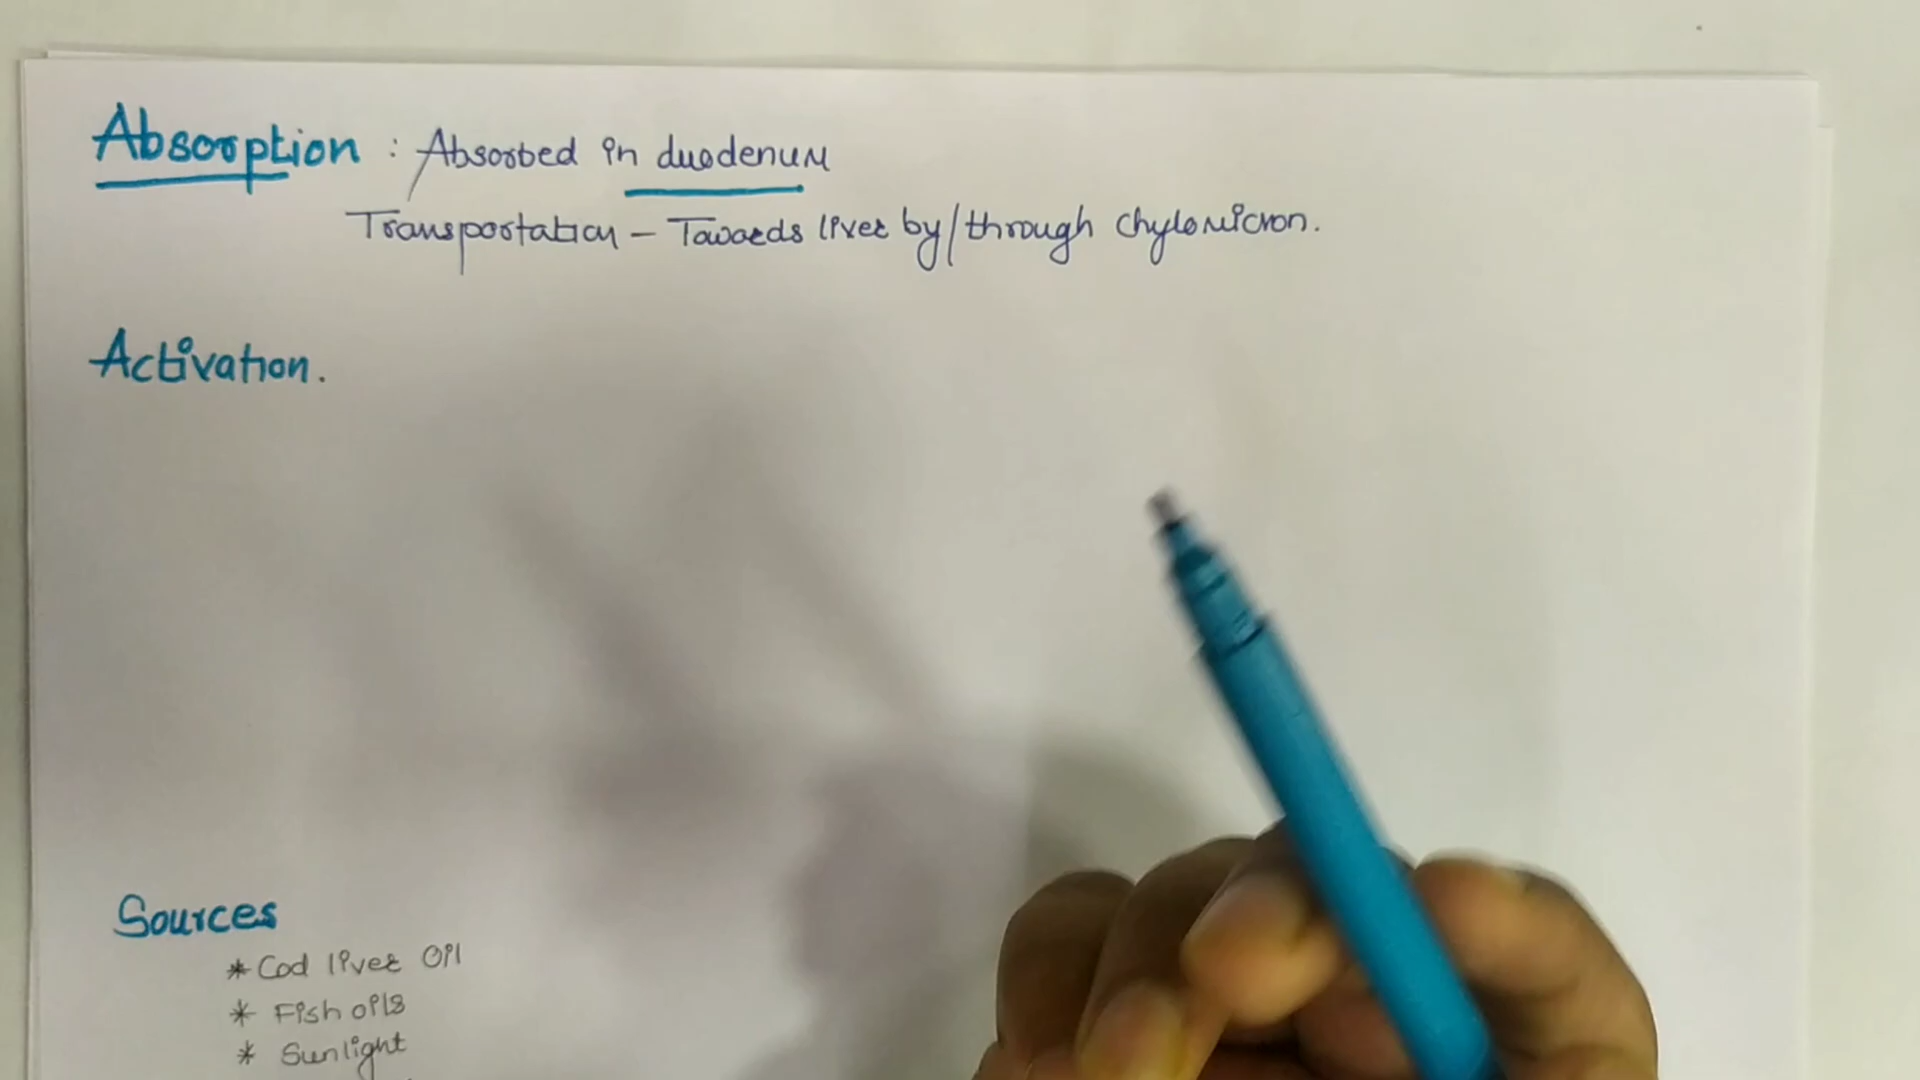 Absorption : Absorbed in duodenum
Transportation – Towards liver by/through chylomicron.
Activation.
Sources
* Cod liver oil
* Fish oils
* Sunlight